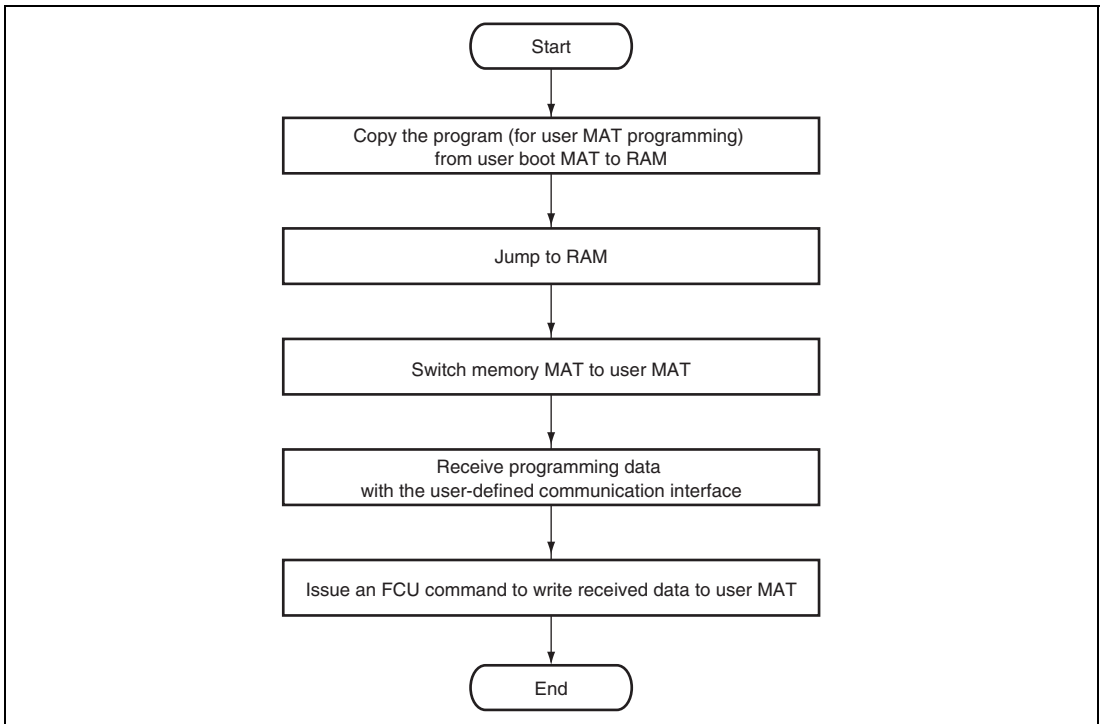 Start
Copy the program (for user MAT programming)
from user boot MAT to RAM
Jump to RAM
Switch memory MAT to user MAT
Receive programming data
with the user-defined communication interface
Issue an FCU command to write received data to user MAT
End